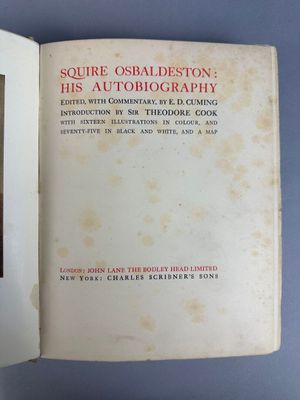 SQUIRE OSBALDESTON:
HIS AUTOBIOGRAPHY
EDITED, WITH COMMENTARY, BY E. D. CUMING
INTRODUCTION BY SIR THEODORE COOK
WITH SIXTEEN ILLUSTRATIONS IN COLOUR, AND
SEVENTY-FIVE IN BLACK AND WHITE, AND A MAP
LONDON: JOHN LANE THE BODLEY HEAD LIMITED
NEW YORK: CHARLES SCRIBNER'S SONS